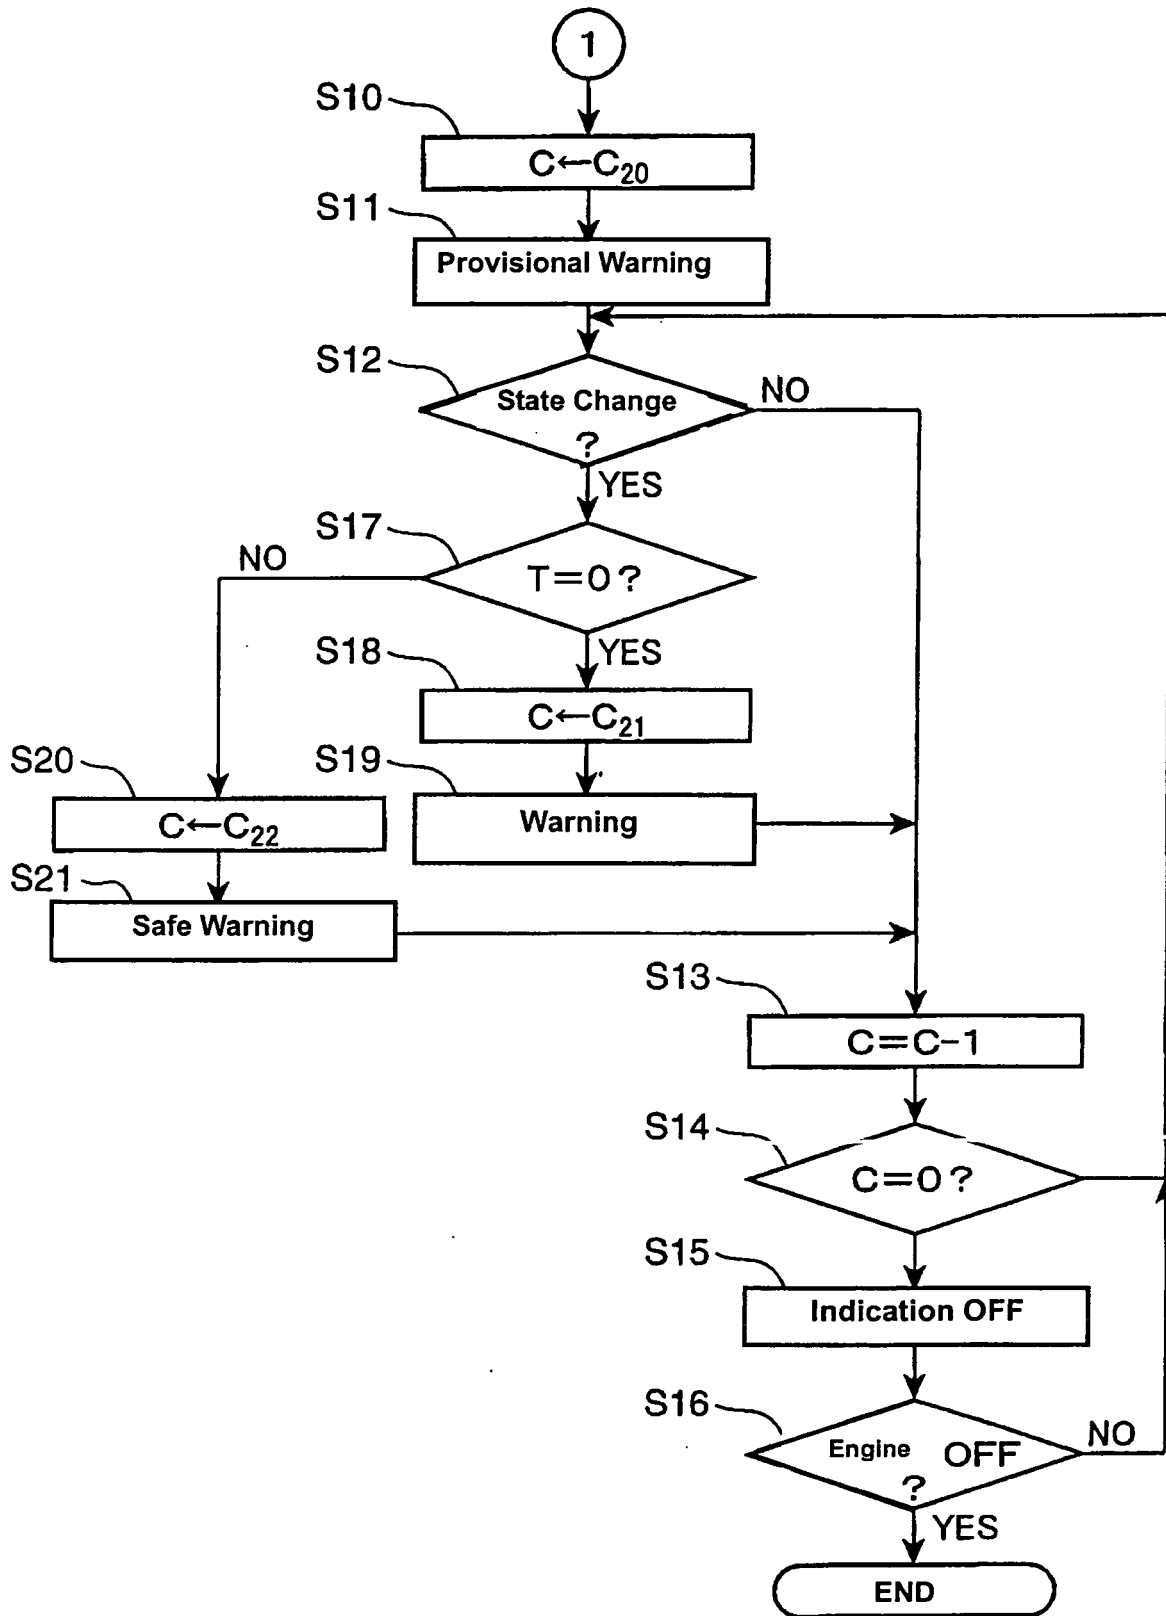 1
S10
C←C20
S11
Provisional Warning
S12
State Change
?
NO
YES
S17
T=0?
NO
YES
S18
C←C21
S19
Warning
S20
C←C22
S21
Safe Warning
S13
C=C-1
S14
C=0?
S15
Indication OFF
S16
Engine OFF
?
NO
YES
END